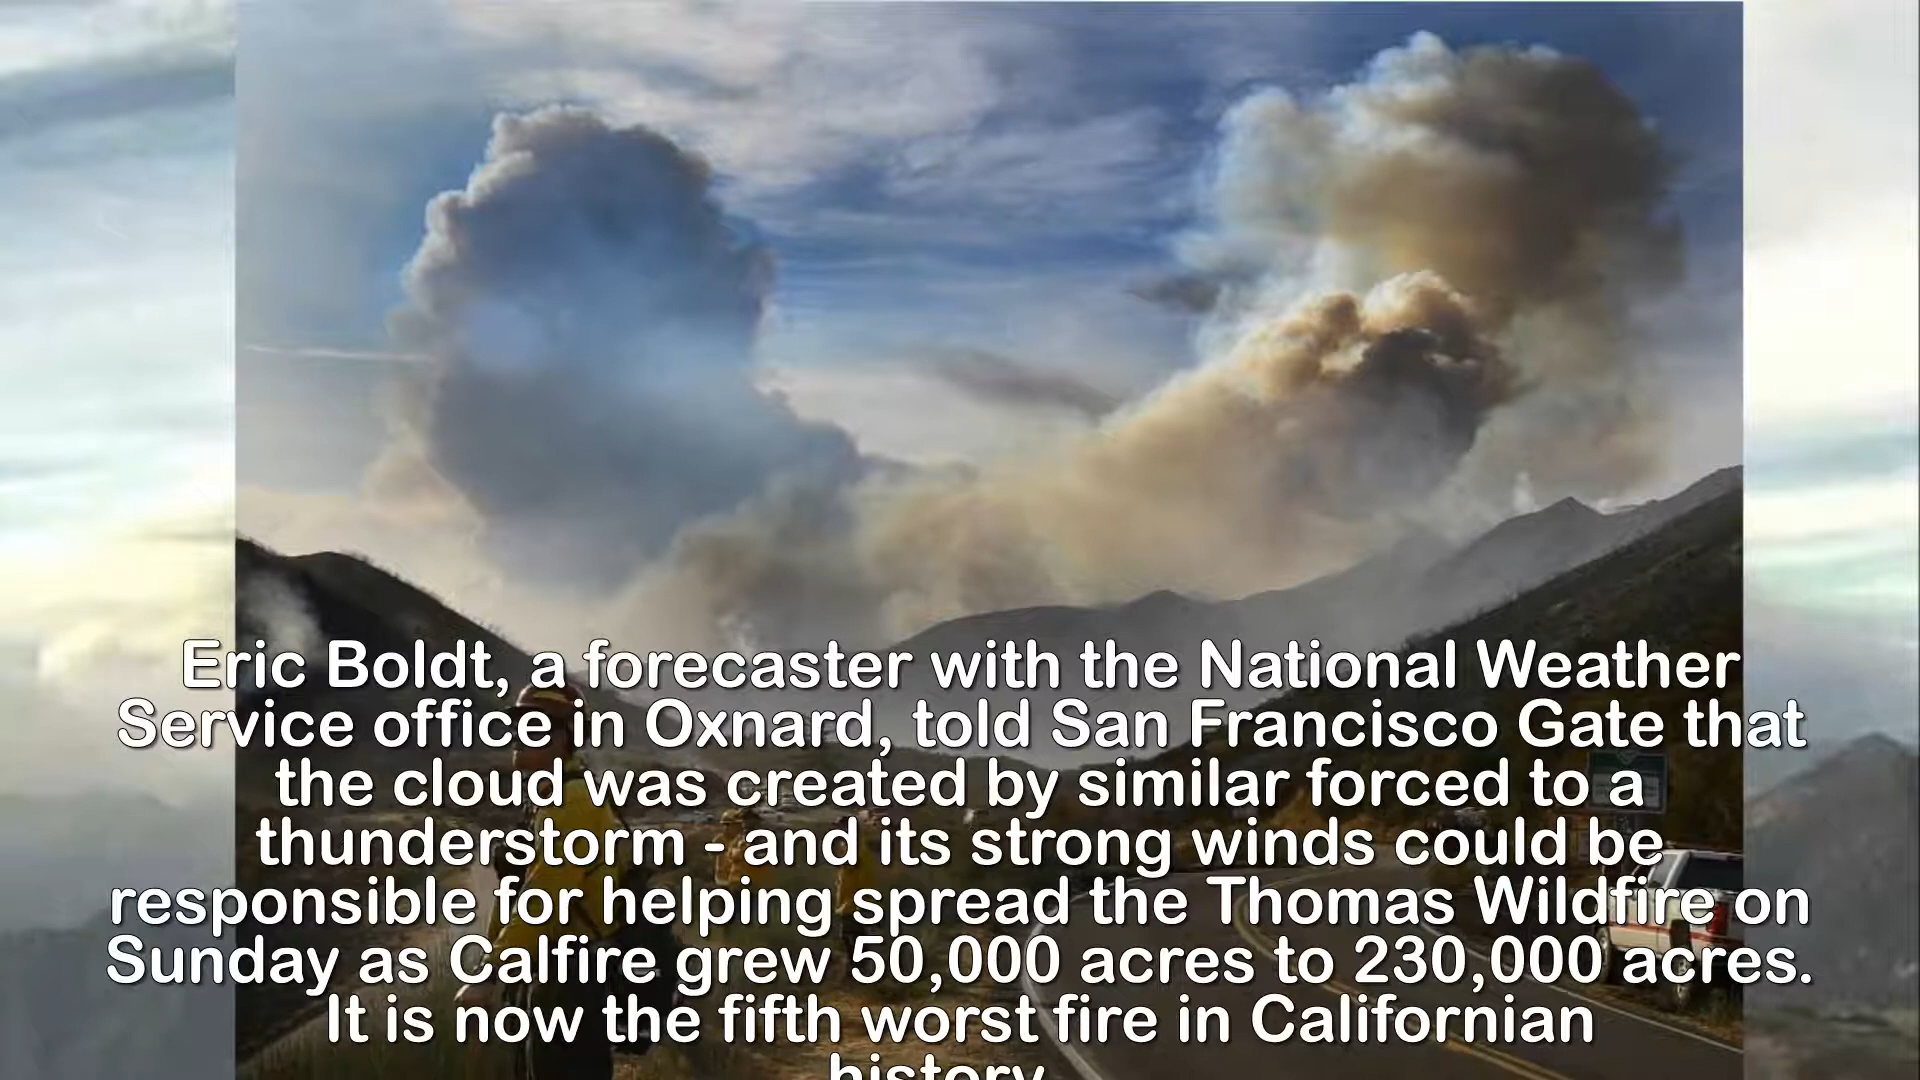 Eric Boldt, a forecaster with the National Weather
Service office in Oxnard, told San Francisco Gate that
the cloud was created by similar forced to a
thunderstorm - and its strong winds could be
responsible for helping spread the Thomas Wildfire on
Sunday as Calfire grew 50,000 acres to 230,000 acres.
It is now the fifth worst fire in Californian
history